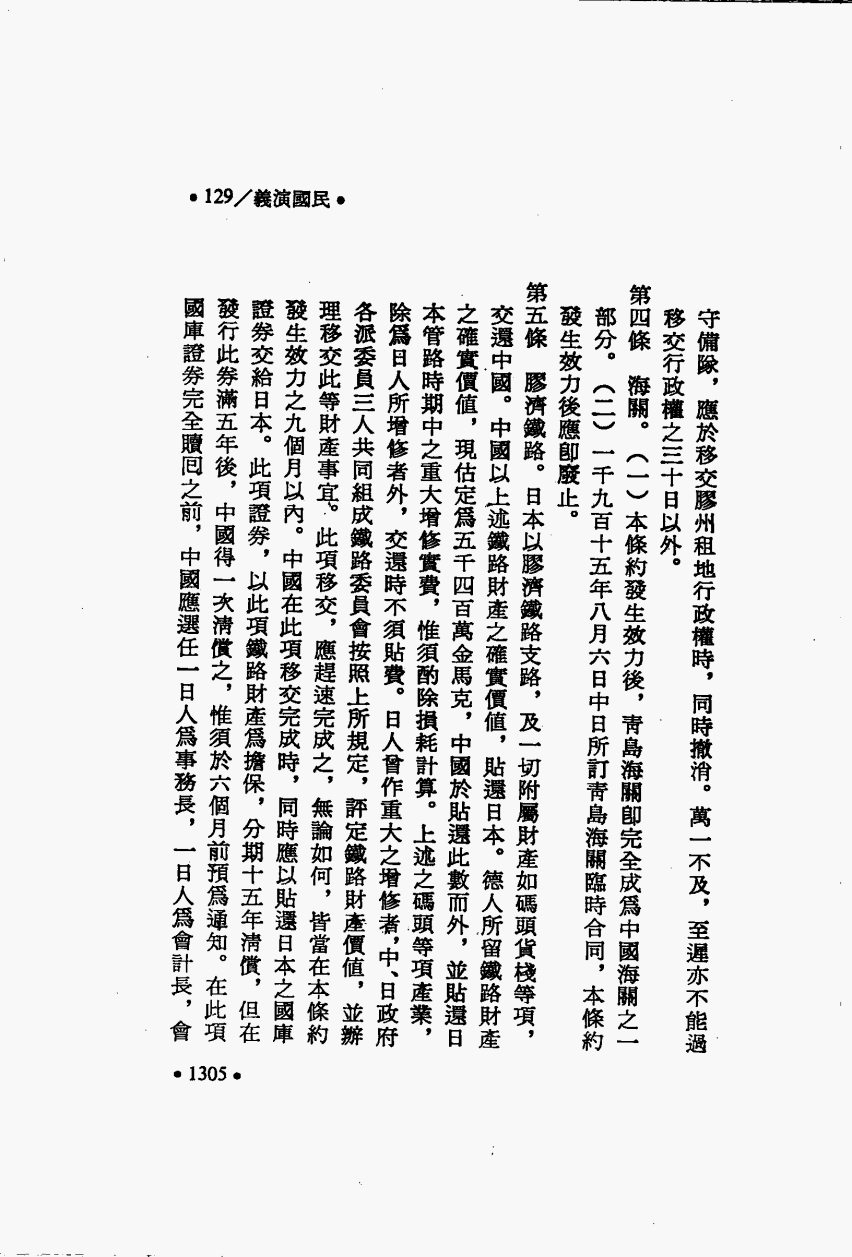 •129／義演國民•
守備隊，應於移交膠州租地行政權時，同時撤消。萬一不及，至遲亦不能過
移交行政權之三十日以外。
第四條　海關。（一）本條約發生效力後，青島海關卽完全成爲中國海關之一
部分。（二）一千九百十五年八月六日中日所訂青島海關臨時合同，本條約
發生效力後應卽廢止。
第五條　膠濟鐵路。日本以膠濟鐵路支路，及一切附屬財產如碼頭貨棧等項，
交還中國。中國以上述鐵路財產之確實價值，貼還日本。德人所留鐵路財產
之確實價值，現估定爲五千四百萬金馬克，中國於貼還此數而外，並貼還日
本管路時期中之重大增修實費，惟須酌除損耗計算。上述之碼頭等項產業，
除爲日人所增修者外，交還時不須貼費。日人曾作重大之增修者，中、日政府
各派委員三人共同組成鐵路委員會按照上所規定，評定鐵路財產價值，並辦
理移交此等財產事宜。此項移交，應趕速完成之，無論如何，皆當在本條約
發生效力之九個月以內。中國在此項移交完成時，同時應以貼還日本之國庫
證券交給日本。此項證券，以此項鐵路財產爲擔保，分期十五年淸償，但在
發行此券滿五年後，中國得一次淸償之，惟須於六個月前預爲通知。在此項
國庫證券完全贖囘之前，中國應選任一日人爲事務長，一日人爲會計長，會
•1305•